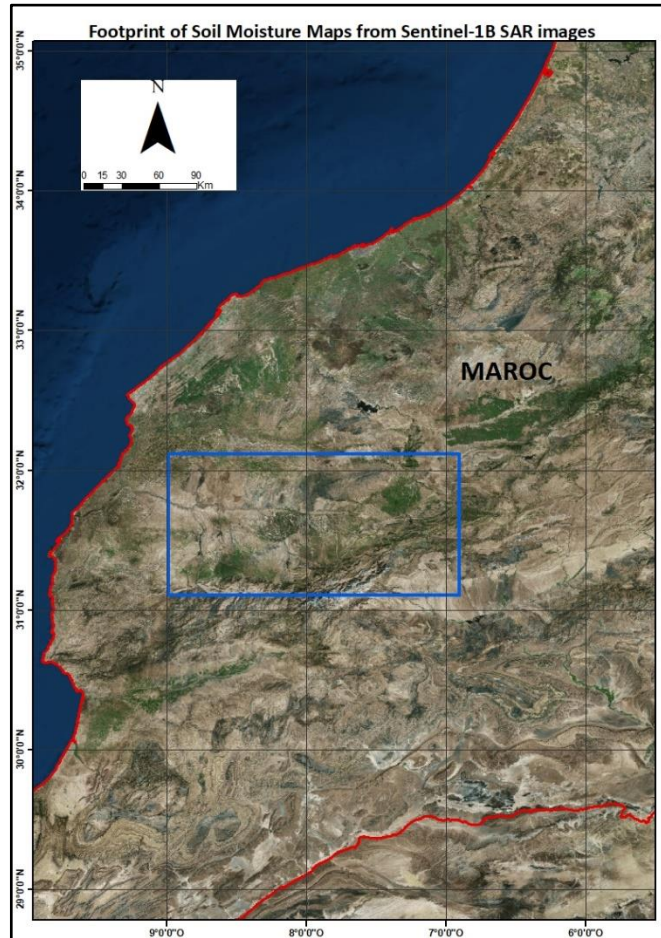 Footprint of Soil Moisture Maps from Sentinel-1B SAR images
N
0 15 30 60 90
Km
MAROC
35°0'0"N
34°0'0"N
33°0'0"N
32°0'0"N
31°0'0"N
30°0'0"N
29°0'0"N
9°0'0"O 8°0'0"O 7°0'0"O 6°0'0"O